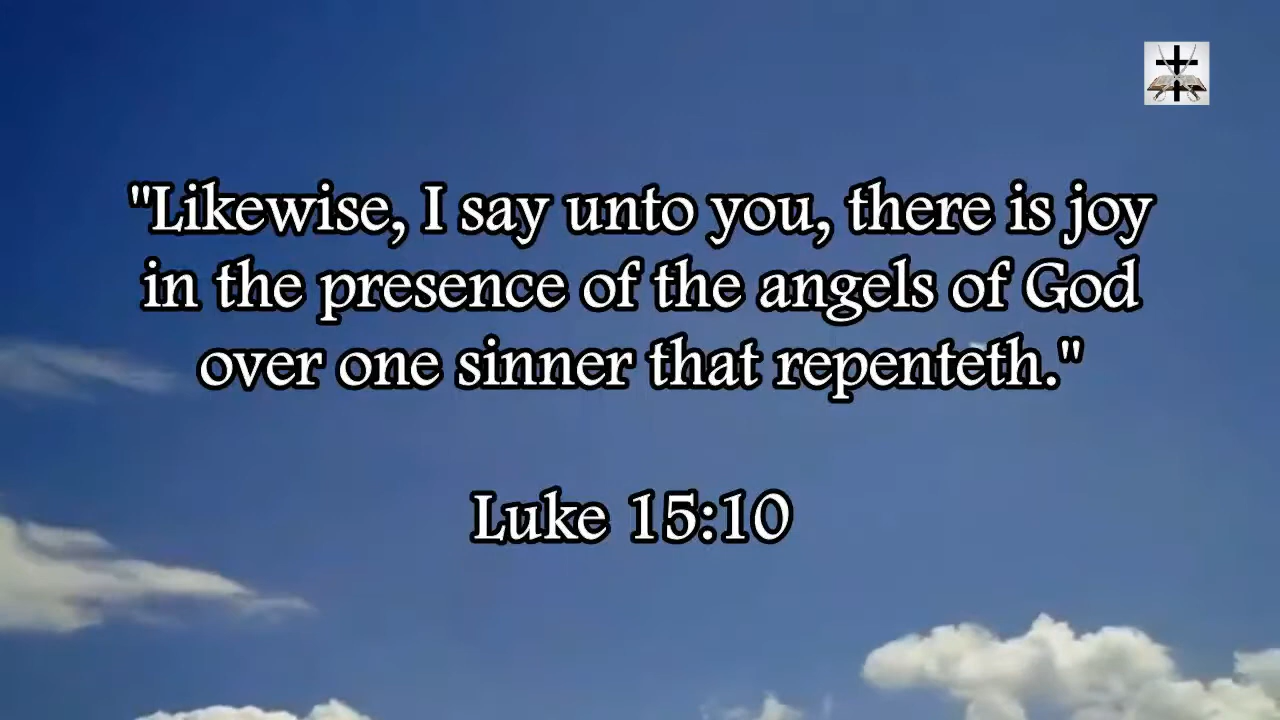 "Likewise, I say unto you, there is joy
in the presence of the angels of God
over one sinner that repenteth."
Luke 15:10